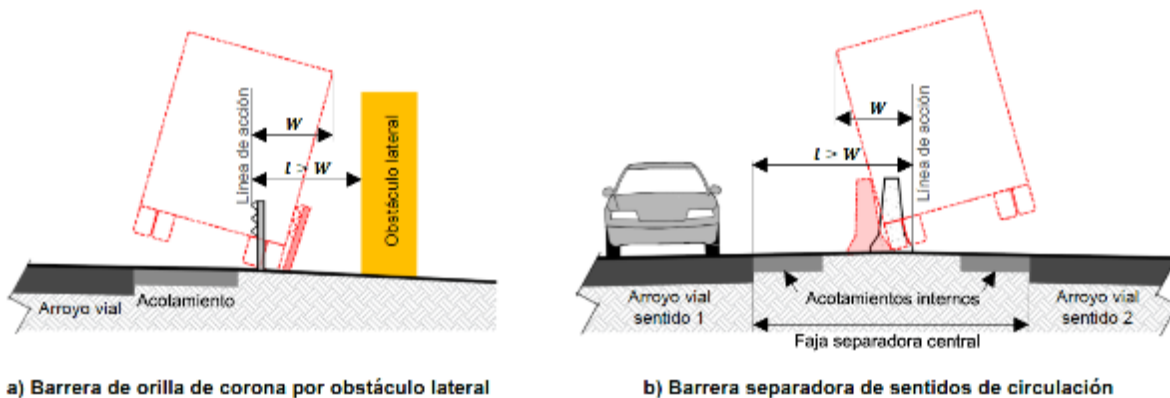 Línea de acción
W
l > W
Obstáculo lateral
Arroyo vial
Acotamiento
a) Barrera de orilla de corona por obstáculo lateral
W
l > W
Línea de acción
Arroyo vial
sentido 1
Acotamientos internos
Arroyo vial
sentido 2
Faja separadora central
b) Barrera separadora de sentidos de circulación